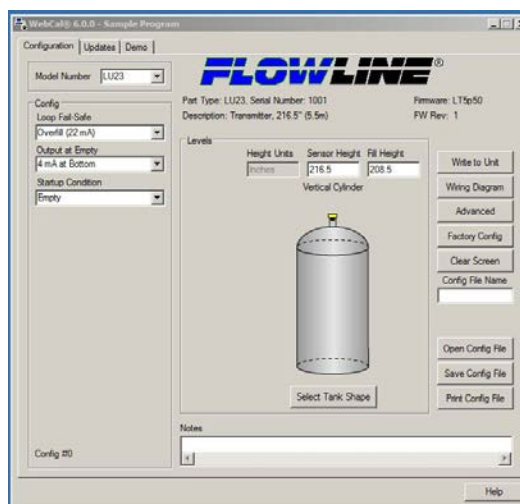 WebCal® 6.0.0 - Sample Program
Configuration Updates Demo
Model Number LU23
FLOWLINE®
Part Type: LU23, Serial Number: 1001 Firmware: LT5p50
Description: Transmitter, 216.5" (5.5m) FW Rev: 1
Config
Loop Fail-Safe
Overfill (22 mA)
Output at Empty
4 mA at Bottom
Startup Condition
Empty
Config #0
Levels
Height Units Sensor Height Fill Height
Inches 216.5 208.5
Vertical Cylinder
Select Tank Shape
Write to Unit
Wiring Diagram
Advanced
Factory Config
Clear Screen
Config File Name
Open Config File
Save Config File
Print Config File
Notes
Help